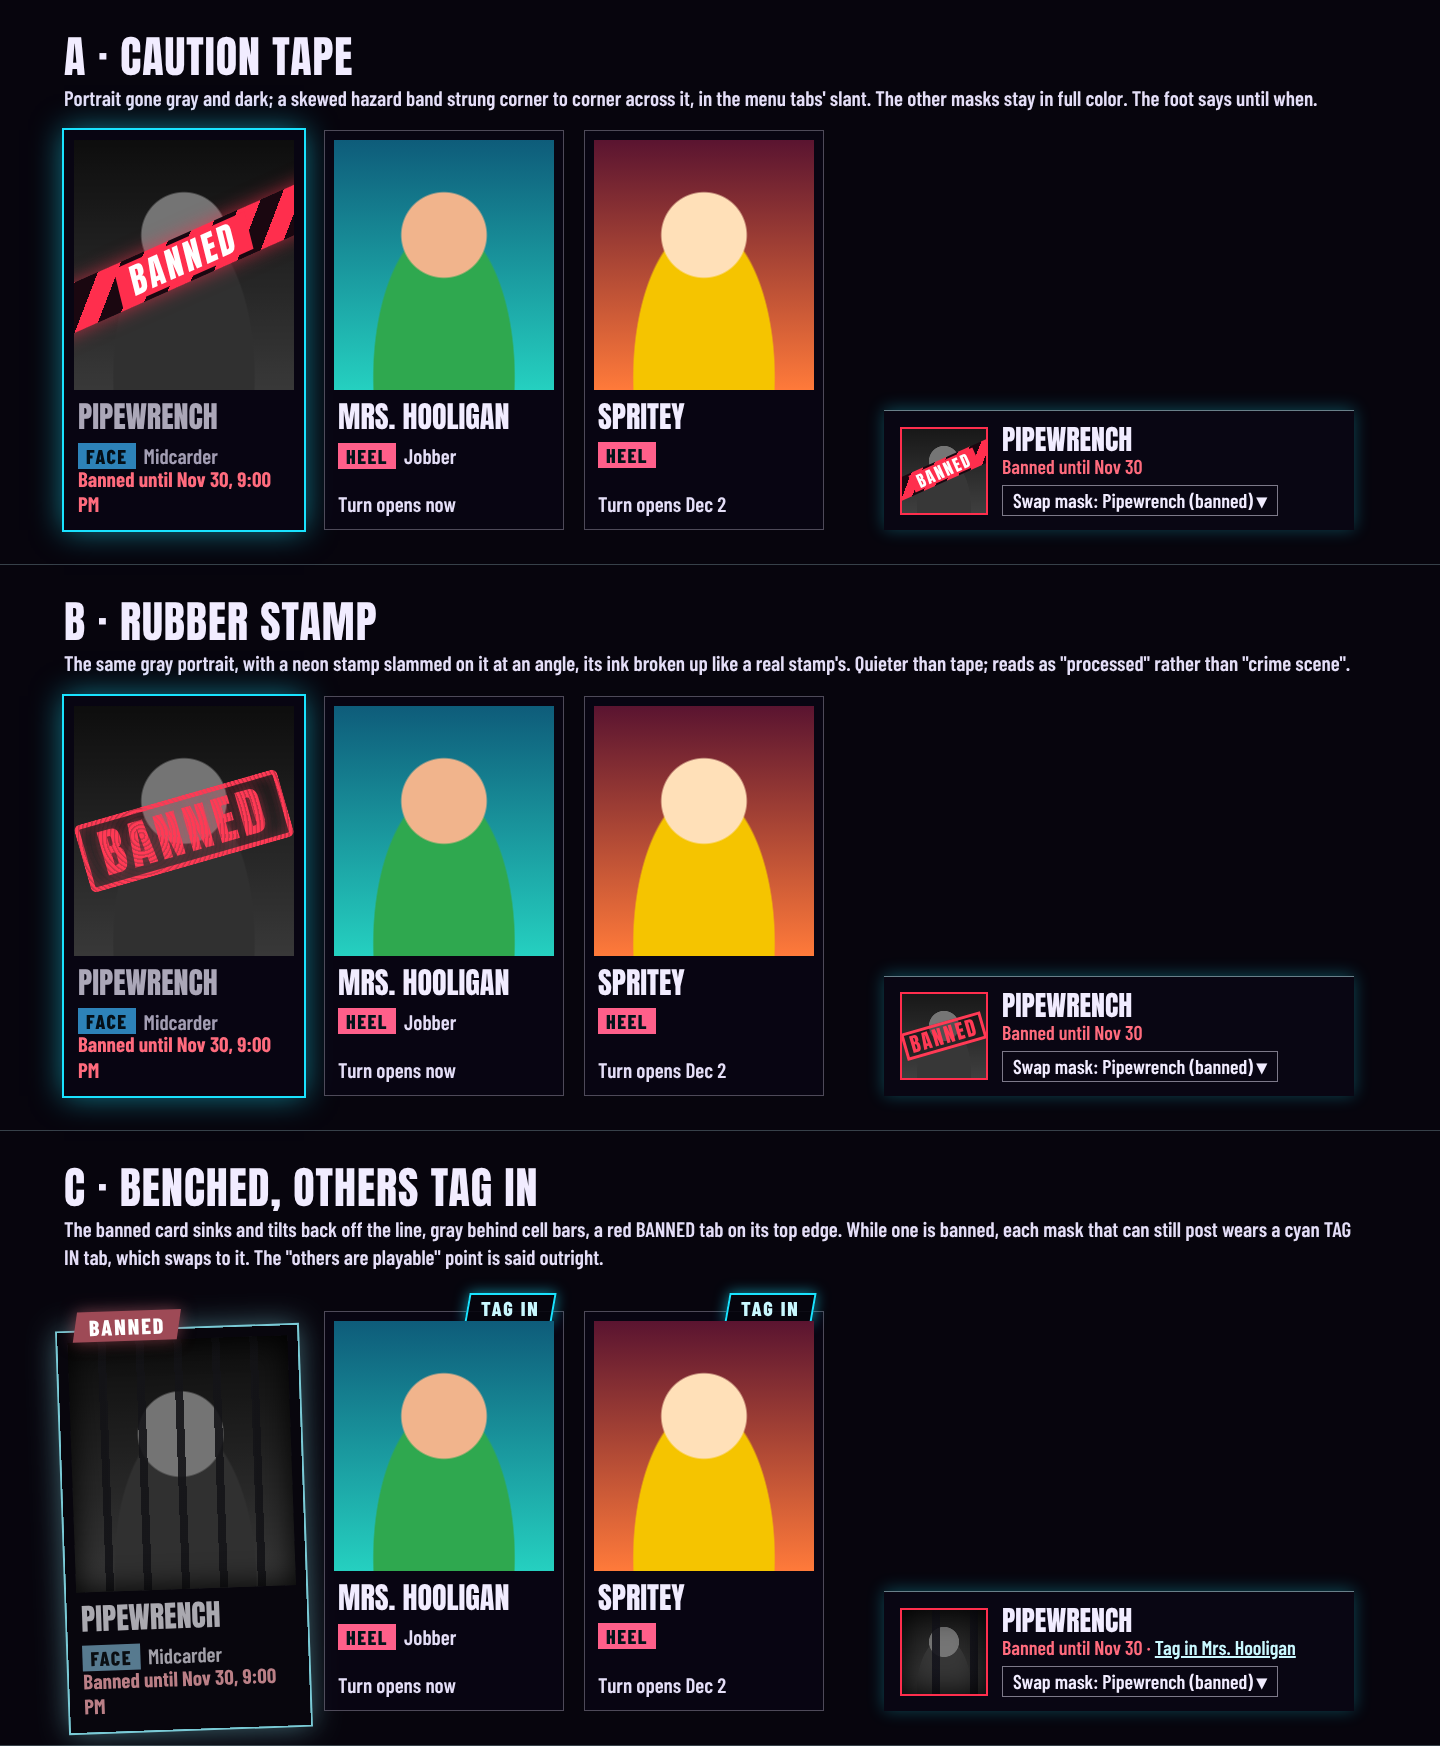 A · CAUTION TAPE
Portrait gone gray and dark; a skewed hazard band strung corner to corner across it, in the menu tabs' slant. The other masks stay in full color. The foot says until when.
BANNED
PIPEWRENCH
FACE Midcarder
Banned until Nov 30, 9:00
PM
MRS. HOOLIGAN
HEEL Jobber
Turn opens now
SPRITEY
HEEL
Turn opens Dec 2
BANNED
PIPEWRENCH
Banned until Nov 30
Swap mask: Pipewrench (banned) ▼
B · RUBBER STAMP
The same gray portrait, with a neon stamp slammed on it at an angle, its ink broken up like a real stamp's. Quieter than tape; reads as "processed" rather than "crime scene".
BANNED
PIPEWRENCH
FACE Midcarder
Banned until Nov 30, 9:00
PM
MRS. HOOLIGAN
HEEL Jobber
Turn opens now
SPRITEY
HEEL
Turn opens Dec 2
BANNED
PIPEWRENCH
Banned until Nov 30
Swap mask: Pipewrench (banned) ▼
C · BENCHED, OTHERS TAG IN
The banned card sinks and tilts back off the line, gray behind cell bars, a red BANNED tab on its top edge. While one is banned, each mask that can still post wears a cyan TAG
IN tab, which swaps to it. The "others are playable" point is said outright.
BANNED
PIPEWRENCH
FACE Midcarder
Banned until Nov 30, 9:00
PM
TAG IN
MRS. HOOLIGAN
HEEL Jobber
Turn opens now
TAG IN
SPRITEY
HEEL
Turn opens Dec 2
PIPEWRENCH
Banned until Nov 30 · Tag in Mrs. Hooligan
Swap mask: Pipewrench (banned) ▼